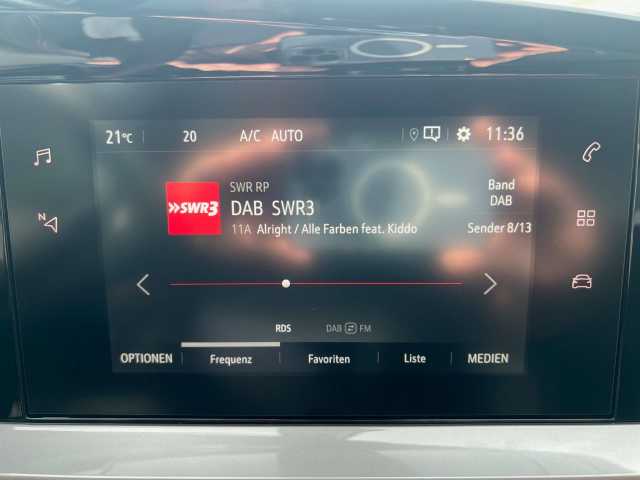 21°C 20 A/C AUTO 11:36
SWR RP
Band
DAB
»SWR3
DAB SWR3
11A Alright / Alle Farben feat. Kiddo
Sender 8/13
N
RDS DAB FM
OPTIONEN Frequenz Favoriten Liste MEDIEN